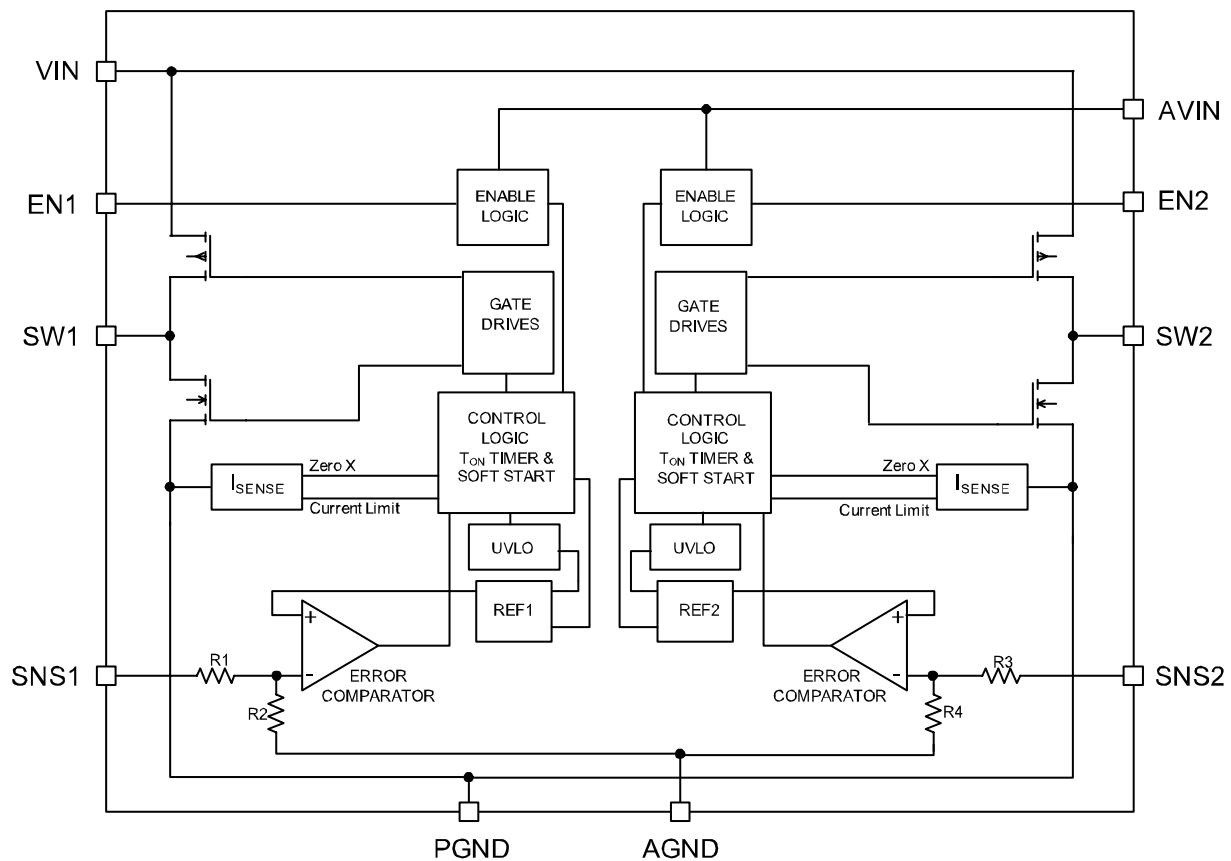 VIN
AVIN
EN1
ENABLE
LOGIC
ENABLE
LOGIC
EN2
SW1
GATE
DRIVES
GATE
DRIVES
SW2
CONTROL
LOGIC
TON TIMER &
SOFT START
CONTROL
LOGIC
TON TIMER &
SOFT START
ISENSE
Zero X
Current Limit
Zero X
Current Limit
ISENSE
UVLO
UVLO
REF1
REF2
+
-
ERROR
COMPARATOR
+
-
ERROR
COMPARATOR
SNS1
R1
R2
R3
R4
SNS2
PGND
AGND